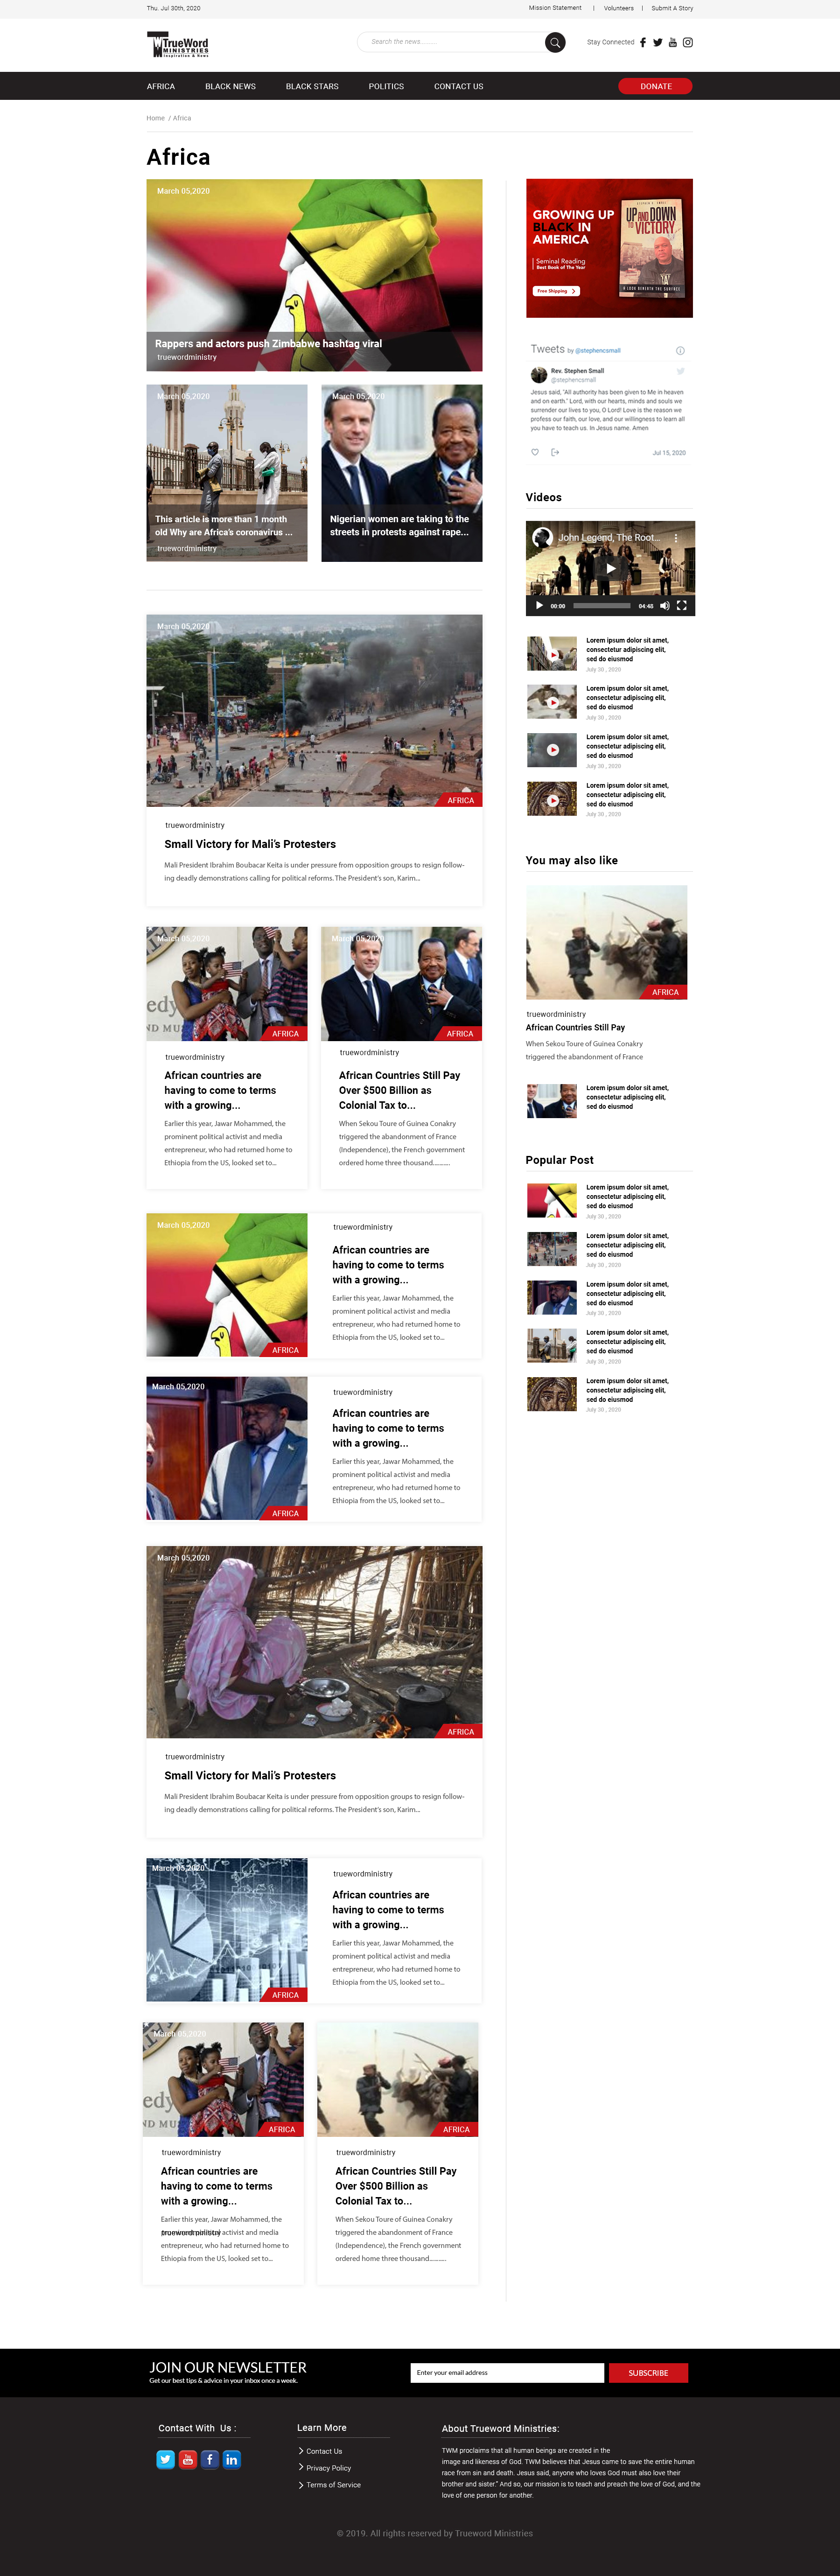 Thu. Jul 30th, 2020
Mission Statement | Volunteers | Submit A Story
TrueWord
MINISTRIES
Inspiration & News
Search the news.........
Stay Connected
AFRICA BLACK NEWS BLACK STARS POLITICS CONTACT US DONATE
Home / Africa
Africa
March 05,2020
Rappers and actors push Zimbabwe hashtag viral
truewordministry
March 05,2020
This article is more than 1 month
old Why are Africa's coronavirus ...
truewordministry
March 05,2020
Nigerian women are taking to the
streets in protests against rape...
March 05,2020
AFRICA
truewordministry
Small Victory for Mali's Protesters
Mali President Ibrahim Boubacar Keita is under pressure from opposition groups to resign follow-
ing deadly demonstrations calling for political reforms. The President's son, Karim...
March 05,2020
edy
ND MUS
AFRICA
truewordministry
African countries are
having to come to terms
with a growing...
Earlier this year, Jawar Mohammed, the
prominent political activist and media
entrepreneur, who had returned home to
Ethiopia from the US, looked set to...
March 05,2020
AFRICA
truewordministry
African Countries Still Pay
Over $500 Billion as
Colonial Tax to...
When Sekou Toure of Guinea Conakry
triggered the abandonment of France
(Independence), the French government
ordered home three thousand...........
March 05,2020
AFRICA
truewordministry
African countries are
having to come to terms
with a growing...
Earlier this year, Jawar Mohammed, the
prominent political activist and media
entrepreneur, who had returned home to
Ethiopia from the US, looked set to...
March 05,2020
AFRICA
truewordministry
African countries are
having to come to terms
with a growing...
Earlier this year, Jawar Mohammed, the
prominent political activist and media
entrepreneur, who had returned home to
Ethiopia from the US, looked set to...
March 05,2020
AFRICA
truewordministry
Small Victory for Mali's Protesters
Mali President Ibrahim Boubacar Keita is under pressure from opposition groups to resign follow-
ing deadly demonstrations calling for political reforms. The President's son, Karim...
March 05,2020
AFRICA
truewordministry
African countries are
having to come to terms
with a growing...
Earlier this year, Jawar Mohammed, the
prominent political activist and media
entrepreneur, who had returned home to
Ethiopia from the US, looked set to...
March 05,2020
edy
ND MUS
AFRICA
truewordministry
African countries are
having to come to terms
with a growing...
Earlier this year, Jawar Mohammed, the
prominent political activist and media
truewordministry
entrepreneur, who had returned home to
Ethiopia from the US, looked set to...
AFRICA
truewordministry
African Countries Still Pay
Over $500 Billion as
Colonial Tax to...
When Sekou Toure of Guinea Conakry
triggered the abandonment of France
(Independence), the French government
ordered home three thousand...........
GROWING UP
BLACK IN
AMERICA
Seminal Reading
Best Book of The Year
Free Shipping
UP AND DOWN
TO VICTORY
A LOOK BENEATH THE SURFACE
Tweets by @stephencsmall
Rev. Stephen Small
@stephencsmall
Jesus said, "All authority has been given to Me in heaven
and on earth." Lord, with our hearts, minds and souls we
surrender our lives to you, O Lord! Love is the reason we
profess our faith, our love, and our willingness to learn all
you have to teach us. In Jesus name. Amen
Jul 15, 2020
Videos
John Legend, The Root...
00:00 04:48
Lorem ipsum dolor sit amet,
consectetur adipiscing elit,
sed do eiusmod
July 30 , 2020
Lorem ipsum dolor sit amet,
consectetur adipiscing elit,
sed do eiusmod
July 30 , 2020
Lorem ipsum dolor sit amet,
consectetur adipiscing elit,
sed do eiusmod
July 30 , 2020
Lorem ipsum dolor sit amet,
consectetur adipiscing elit,
sed do eiusmod
July 30 , 2020
You may also like
AFRICA
truewordministry
African Countries Still Pay
When Sekou Toure of Guinea Conakry
triggered the abandonment of France
Lorem ipsum dolor sit amet,
consectetur adipiscing elit,
sed do eiusmod
Popular Post
Lorem ipsum dolor sit amet,
consectetur adipiscing elit,
sed do eiusmod
July 30 , 2020
Lorem ipsum dolor sit amet,
consectetur adipiscing elit,
sed do eiusmod
July 30 , 2020
Lorem ipsum dolor sit amet,
consectetur adipiscing elit,
sed do eiusmod
July 30 , 2020
Lorem ipsum dolor sit amet,
consectetur adipiscing elit,
sed do eiusmod
July 30 , 2020
Lorem ipsum dolor sit amet,
consectetur adipiscing elit,
sed do eiusmod
July 30 , 2020
JOIN OUR NEWSLETTER
Get our best tips & advice in your inbox once a week.
Enter your email address
SUBSCRIBE
Contact With Us :
Learn More
Contact Us
Privacy Policy
Terms of Service
About Trueword Ministries:
TWM proclaims that all human beings are created in the
image and likeness of God. TWM believes that Jesus came to save the entire human
race from sin and death. Jesus said, anyone who loves God must also love their
brother and sister." And so, our mission is to teach and preach the love of God, and the
love of one person for another.
© 2019. All rights reserved by Trueword Ministries